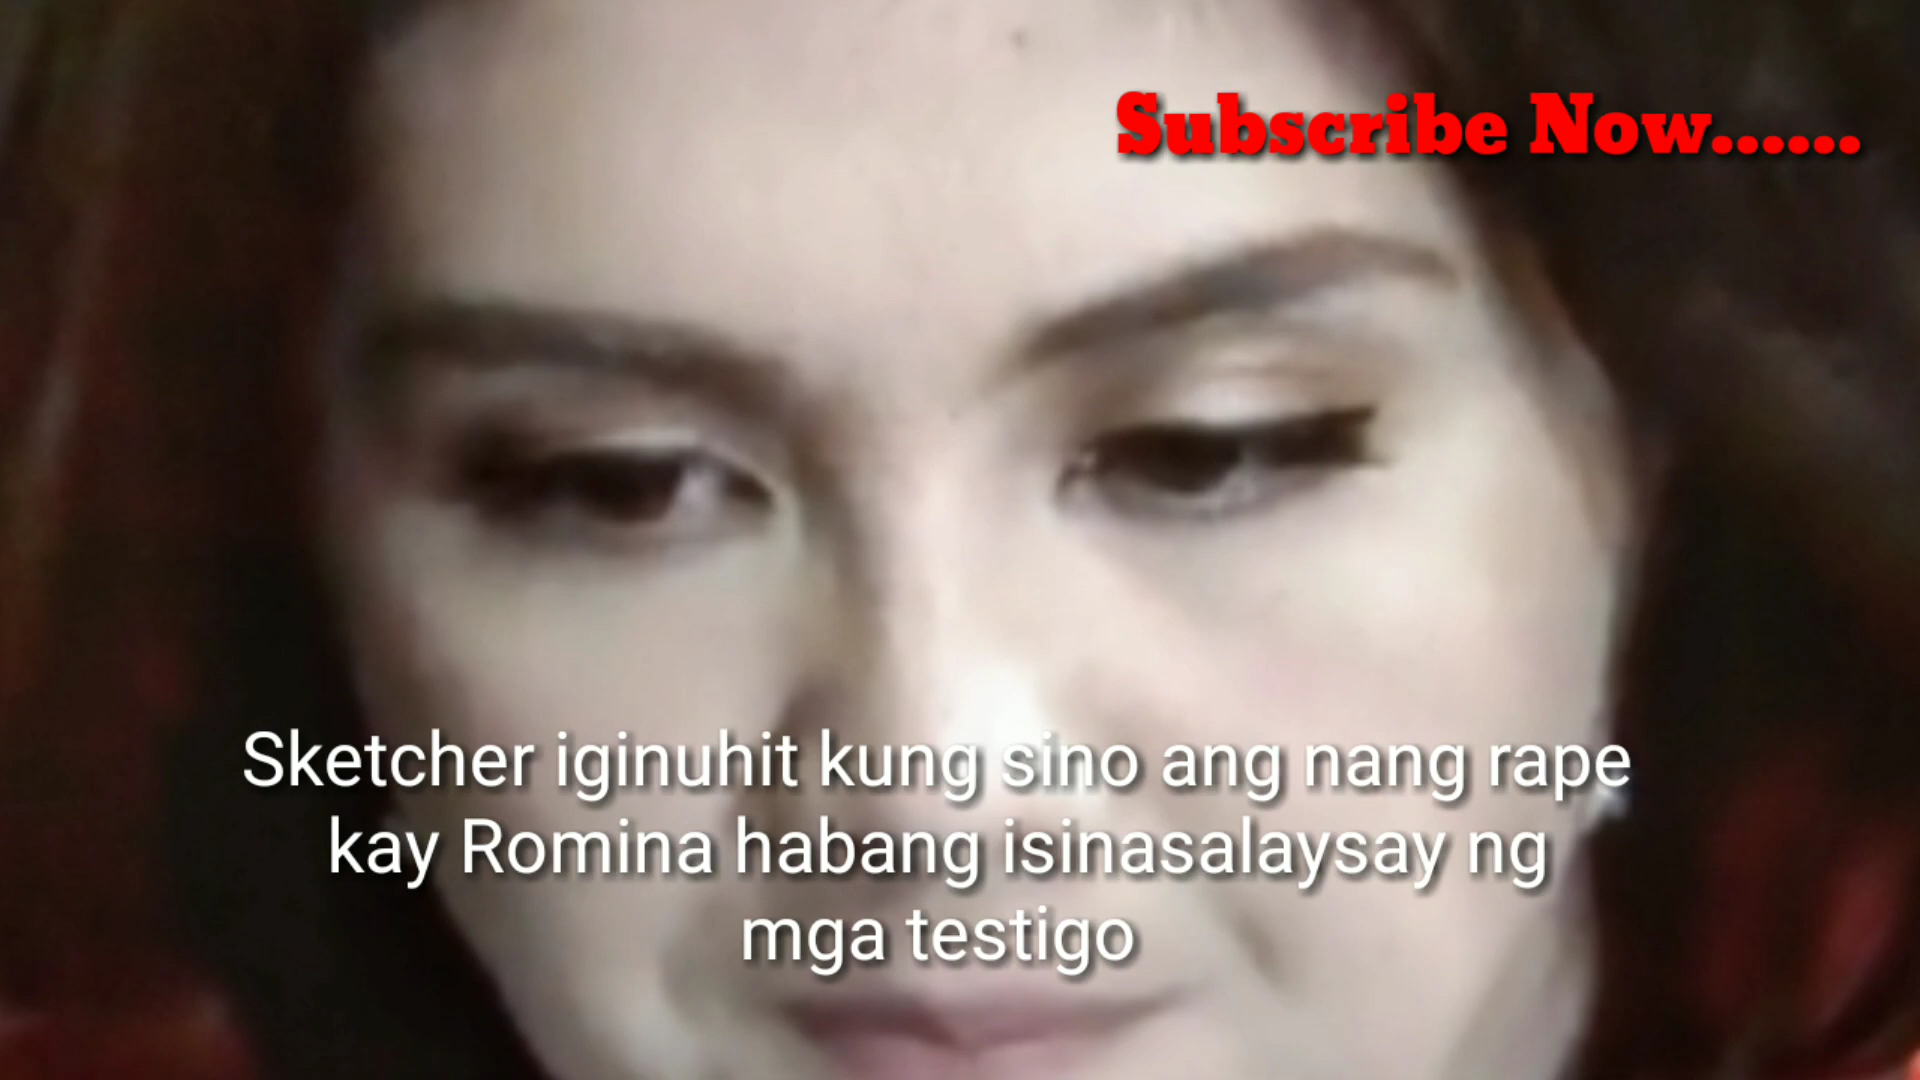 Subscribe Now......
Sketcher iginuhit kung sino ang nang rape
kay Romina habang isinasalaysay ng
mga testigo